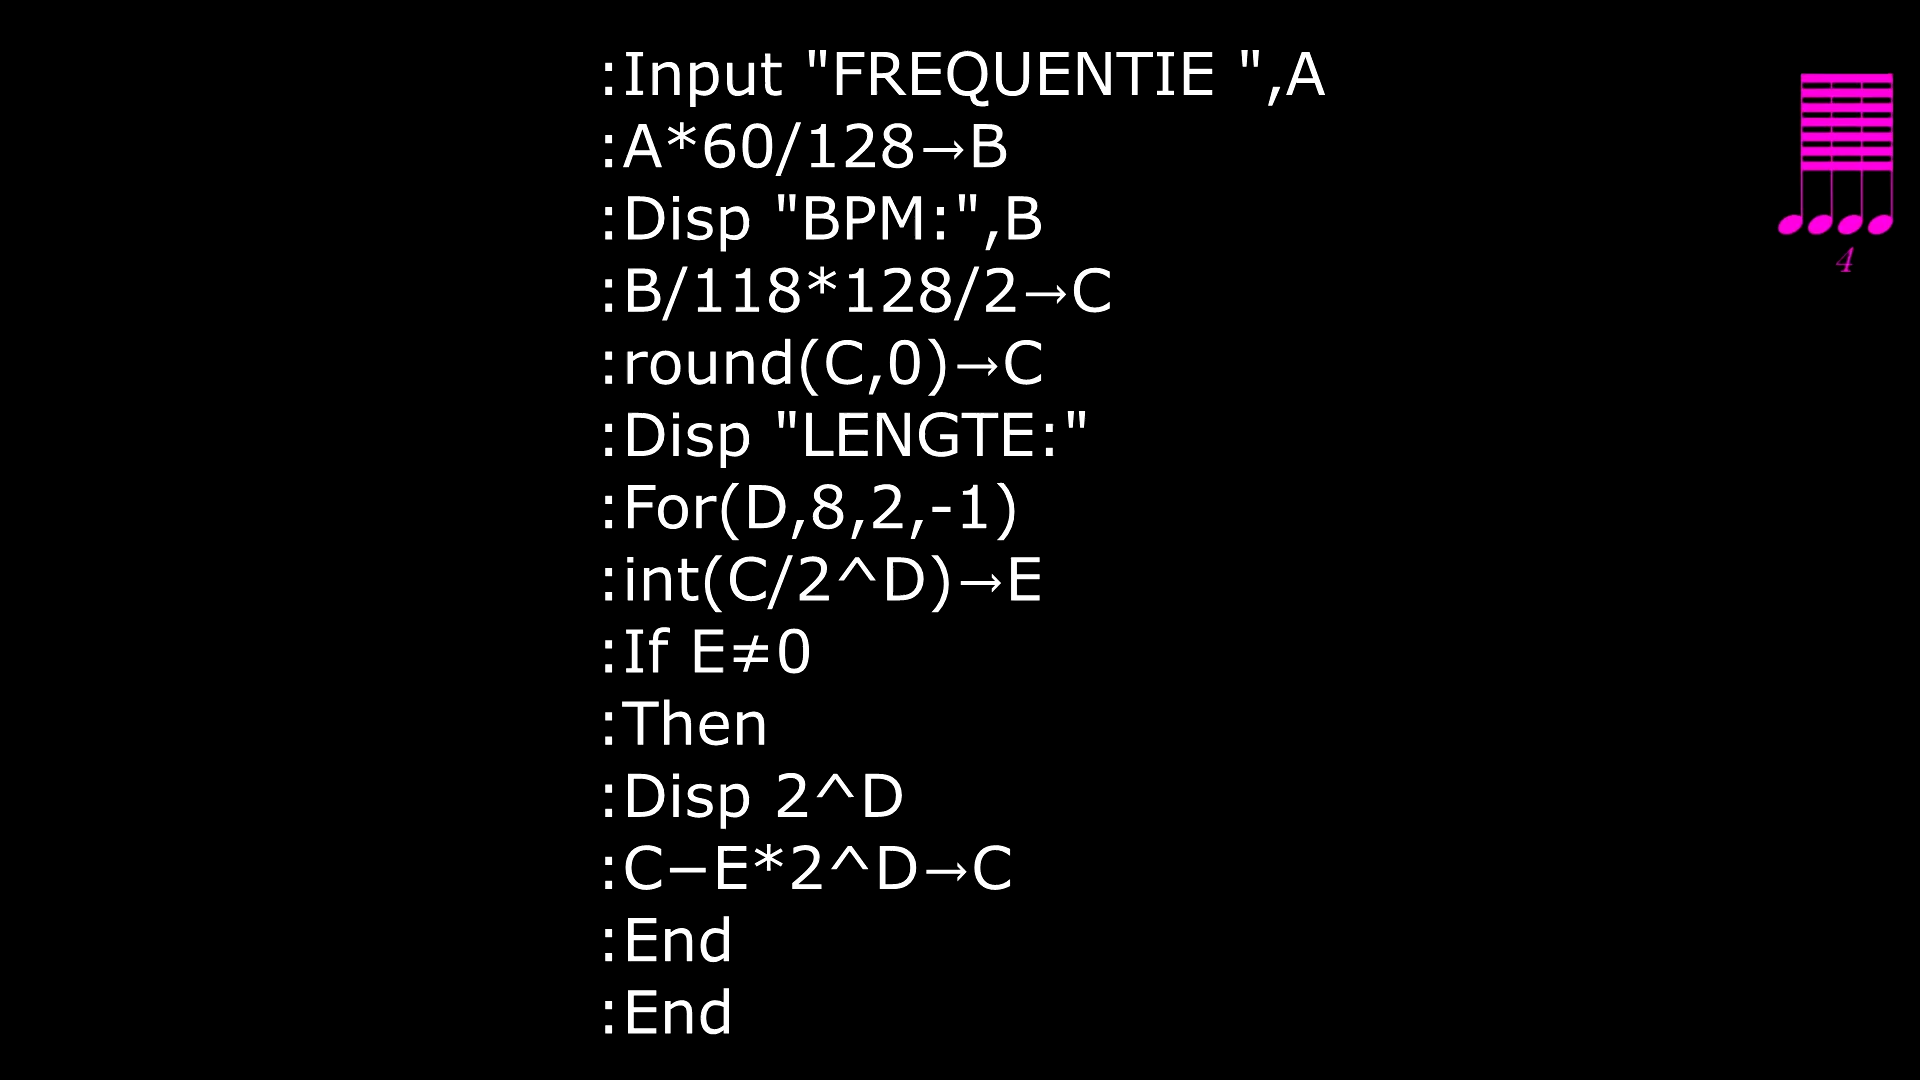 :Input "FREQUENTIE ",A
:A*60/128→B
:Disp "BPM:",B
:B/118*128/2→C
:round(C,0)→C
:Disp "LENGTE:"
:For(D,8,2,-1)
:int(C/2^D)→E
:If E≠0
:Then
:Disp 2^D
:C−E*2^D→C
:End
:End
4